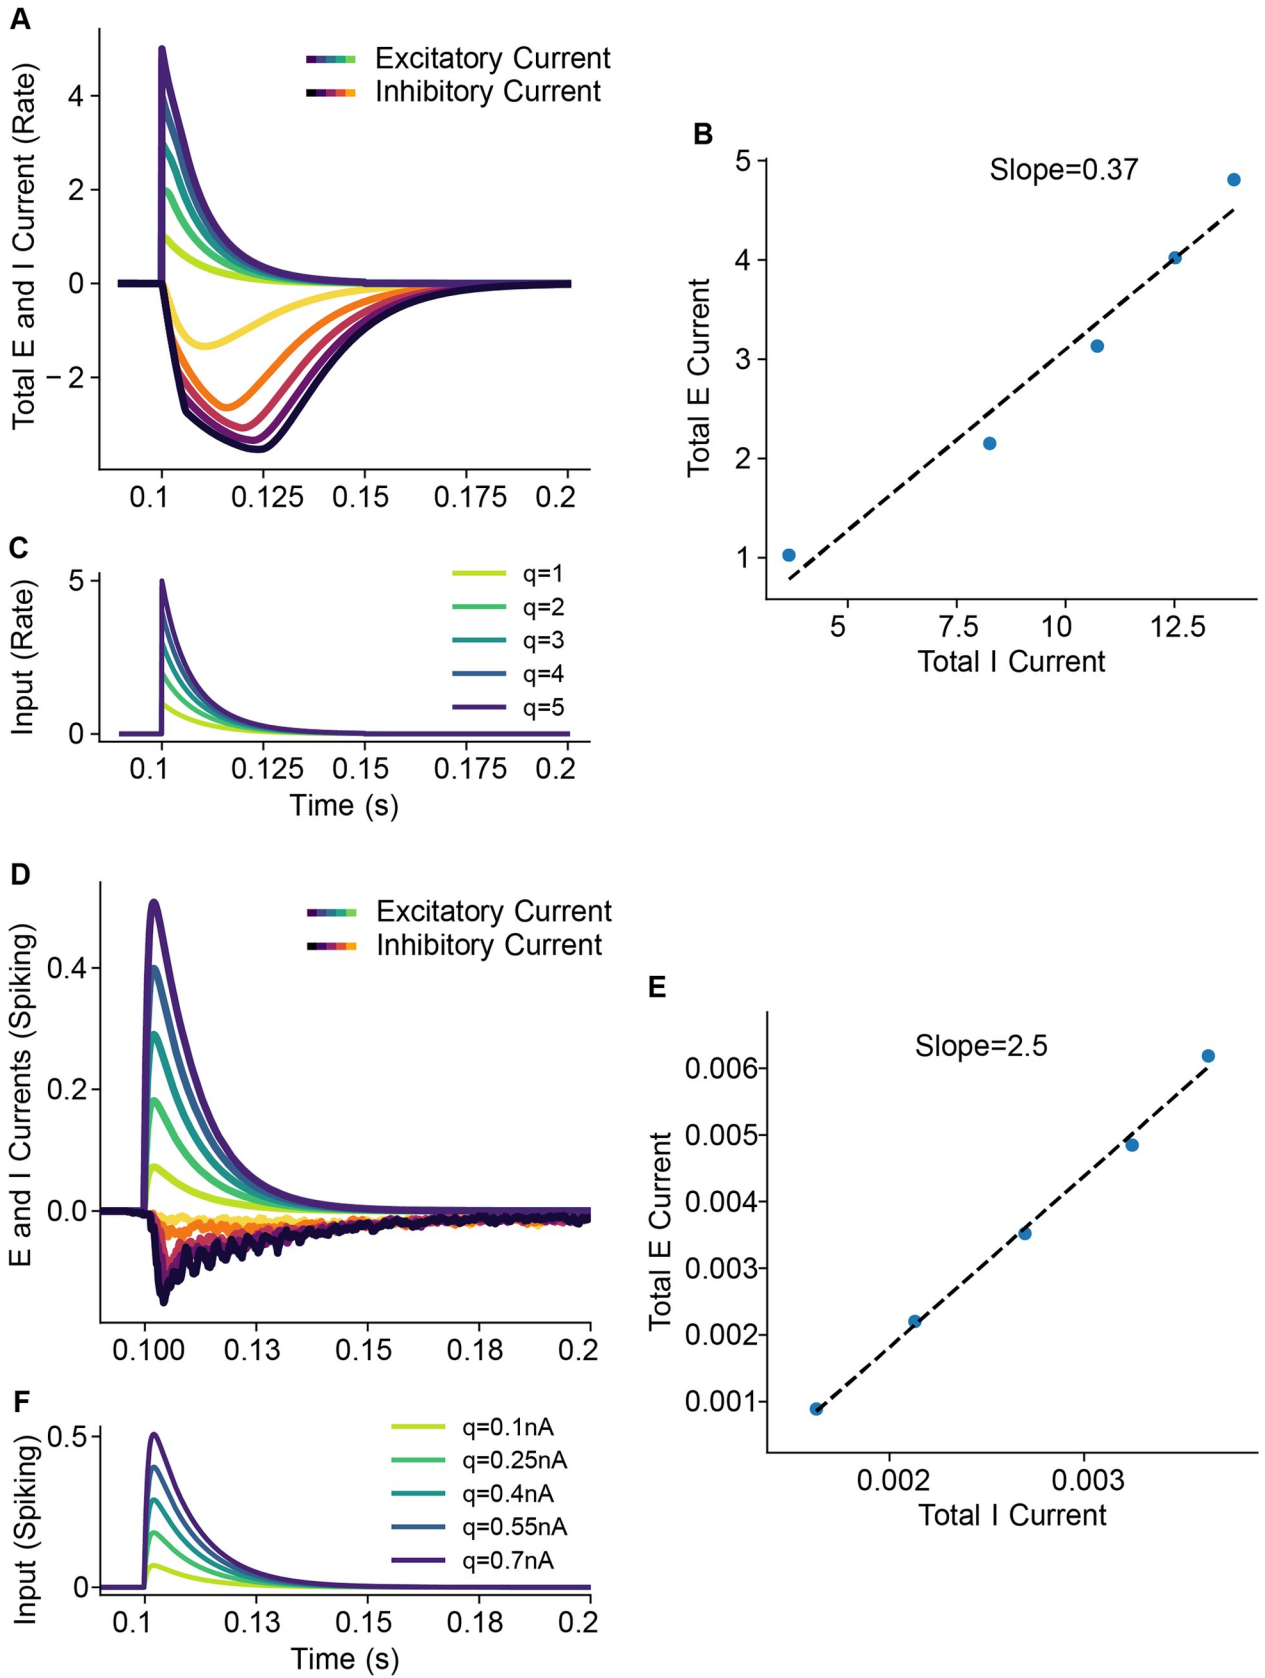 A
Total E and I Current (Rate)
4
2
0
−2
Excitatory Current
Inhibitory Current
0.1 0.125 0.15 0.175 0.2
B
Slope=0.37
Total E Current
5
4
3
2
1
5 7.5 10 12.5
Total I Current
C
Input (Rate)
5
0
q=1
q=2
q=3
q=4
q=5
0.1 0.125 0.15 0.175 0.2
Time (s)
D
E and I Currents (Spiking)
0.4
0.2
0.0
Excitatory Current
Inhibitory Current
0.100 0.13 0.15 0.18 0.2
E
Slope=2.5
Total E Current
0.006
0.005
0.004
0.003
0.002
0.001
0.002 0.003
Total I Current
F
Input (Spiking)
0.5
0
q=0.1nA
q=0.25nA
q=0.4nA
q=0.55nA
q=0.7nA
0.1 0.13 0.15 0.18 0.2
Time (s)